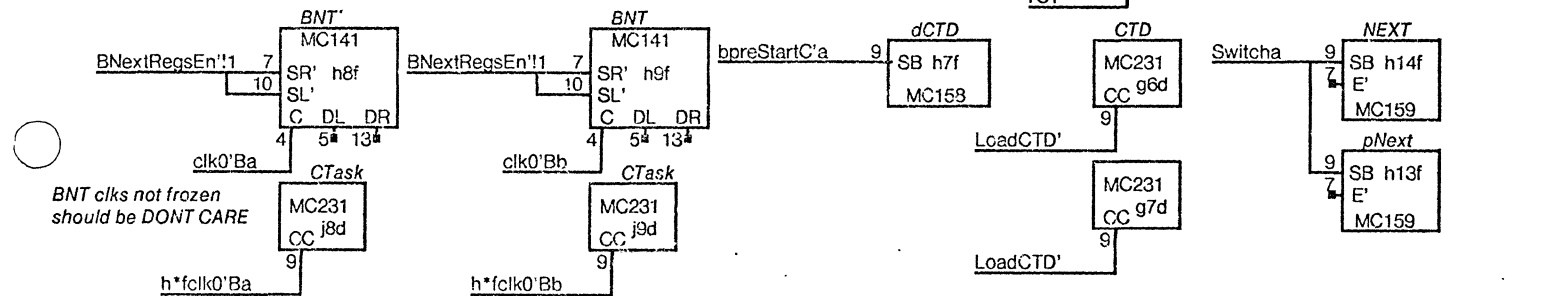 BNT'
MC141
BNextRegsEn'!1 7
SR' h8f
10
SL'
C DL DR
4 5 13
clk0'Ba
BNT clks not frozen
should be DONT CARE
CTask
MC231
j8d
CC
9
h*fclk0'Ba
BNT
MC141
BNextRegsEn'!1 7
SR' h9f
10
SL'
C DL DR
4 5 13
clk0'Bb
CTask
MC231
j9d
CC
9
h*fclk0'Bb
dCTD
bpreStartC'a 9
SB h7f
MC158
CTD
MC231
g6d
CC
9
LoadCTD'
MC231
g7d
CC
9
LoadCTD'
NEXT
Switcha 9
SB h14f
7
E'
MC159
pNext
9
SB h13f
7
E'
MC159